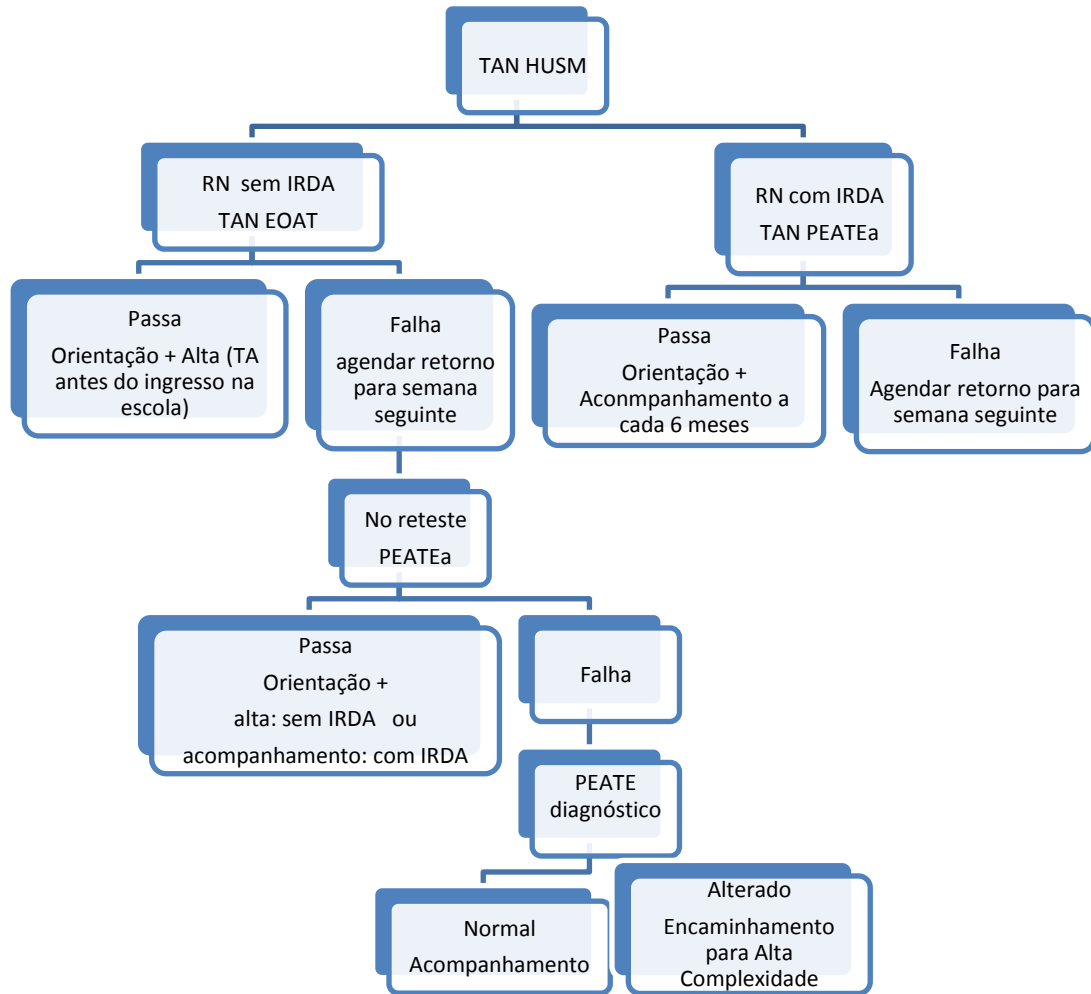 TAN HUSM
RN sem IRDA
TAN EOAT
RN com IRDA
TAN PEATEa
Passa
Orientação + Alta (TA
antes do ingresso na
escola)
Falha
agendar retorno
para semana
seguinte
Passa
Orientação +
Aconmpanhamento a
cada 6 meses
Falha
Agendar retorno para
semana seguinte
No reteste
PEATEa
Passa
Orientação +
alta: sem IRDA ou
acompanhamento: com IRDA
Falha
PEATE
diagnóstico
Normal
Acompanhamento
Alterado
Encaminhamento
para Alta
Complexidade